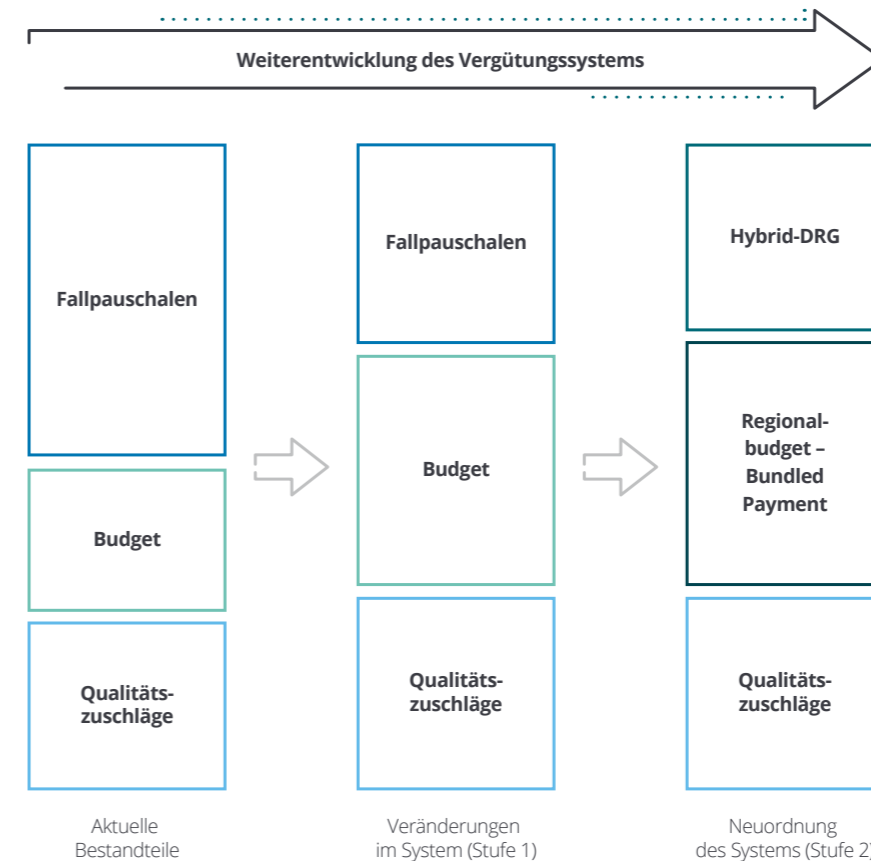 Weiterentwicklung des Vergütungssystems
Fallpauschalen
Budget
Qualitäts-
zuschläge
Aktuelle
Bestandteile
Fallpauschalen
Budget
Qualitäts-
zuschläge
Veränderungen
im System (Stufe 1)
Hybrid-DRG
Regional-
budget –
Bundled
Payment
Qualitäts-
zuschläge
Neuordnung
des Systems (Stufe 2)